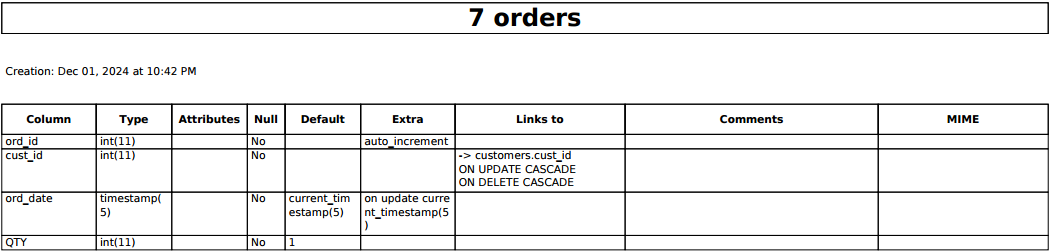 7 orders
Creation: Dec 01, 2024 at 10:42 PM
Column Type Attributes Null Default Extra Links to Comments MIME
ord_id int(11) No auto_increment
cust_id int(11) No -> customers.cust_id
ON UPDATE CASCADE
ON DELETE CASCADE
ord_date timestamp( No current_tim on update curre
5) estamp(5) nt_timestamp(5
)
QTY int(11) No 1